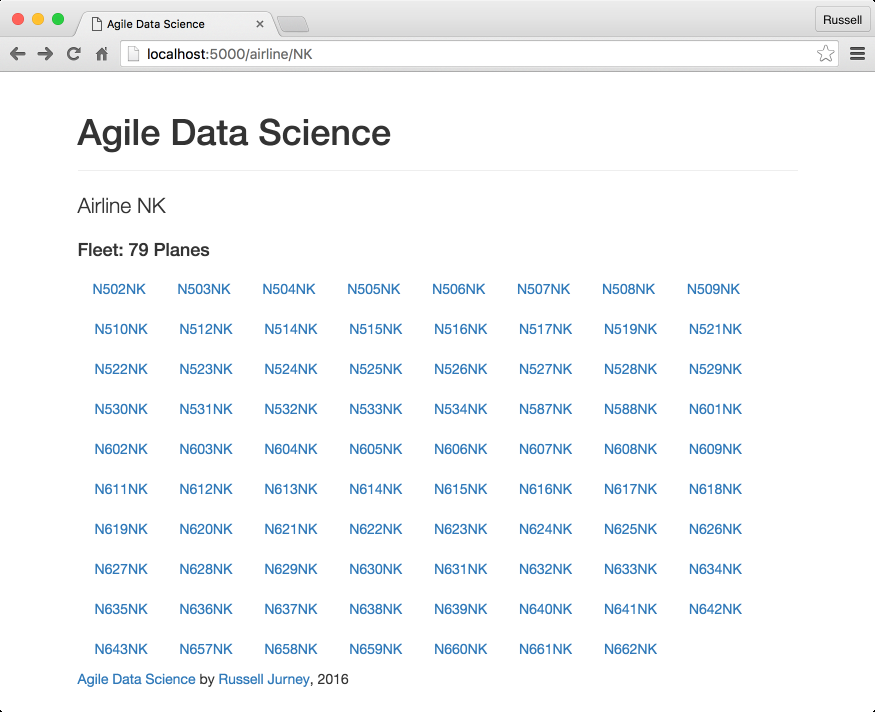 Agile Data Science
Russell
localhost:5000/airline/NK
Agile Data Science
Airline NK
Fleet: 79 Planes
N502NK N503NK N504NK N505NK N506NK N507NK N508NK N509NK
N510NK N512NK N514NK N515NK N516NK N517NK N519NK N521NK
N522NK N523NK N524NK N525NK N526NK N527NK N528NK N529NK
N530NK N531NK N532NK N533NK N534NK N587NK N588NK N601NK
N602NK N603NK N604NK N605NK N606NK N607NK N608NK N609NK
N611NK N612NK N613NK N614NK N615NK N616NK N617NK N618NK
N619NK N620NK N621NK N622NK N623NK N624NK N625NK N626NK
N627NK N628NK N629NK N630NK N631NK N632NK N633NK N634NK
N635NK N636NK N637NK N638NK N639NK N640NK N641NK N642NK
N643NK N657NK N658NK N659NK N660NK N661NK N662NK
Agile Data Science by Russell Jurney, 2016